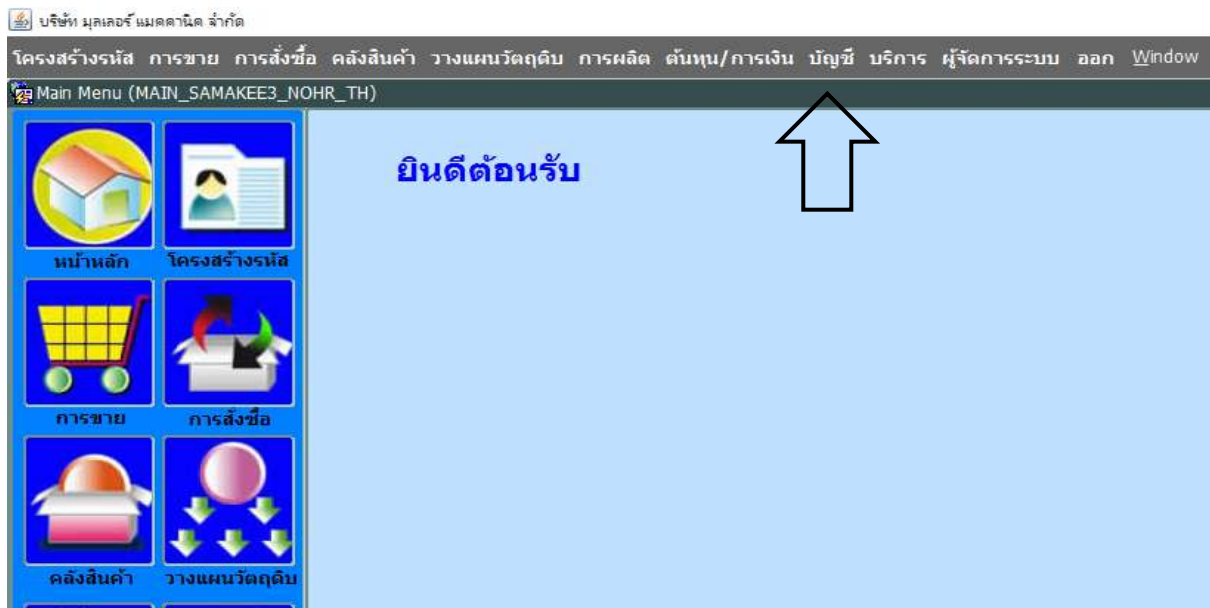 บริษัท มุลเลอร์ แมคคานิค จำกัด
โครงสร้างรหัส การขาย การสั่งซื้อ คลังสินค้า วางแผนวัตถุดิบ การผลิต ต้นทุน/การเงิน บัญชี บริการ ผู้จัดการระบบ ออก Window
Main Menu (MAIN_SAMAKEE3_NOHR_TH)
ยินดีต้อนรับ
หน้าหลัก โครงสร้างรหัส
การขาย การสั่งซื้อ
คลังสินค้า วางแผนวัตถุดิบ